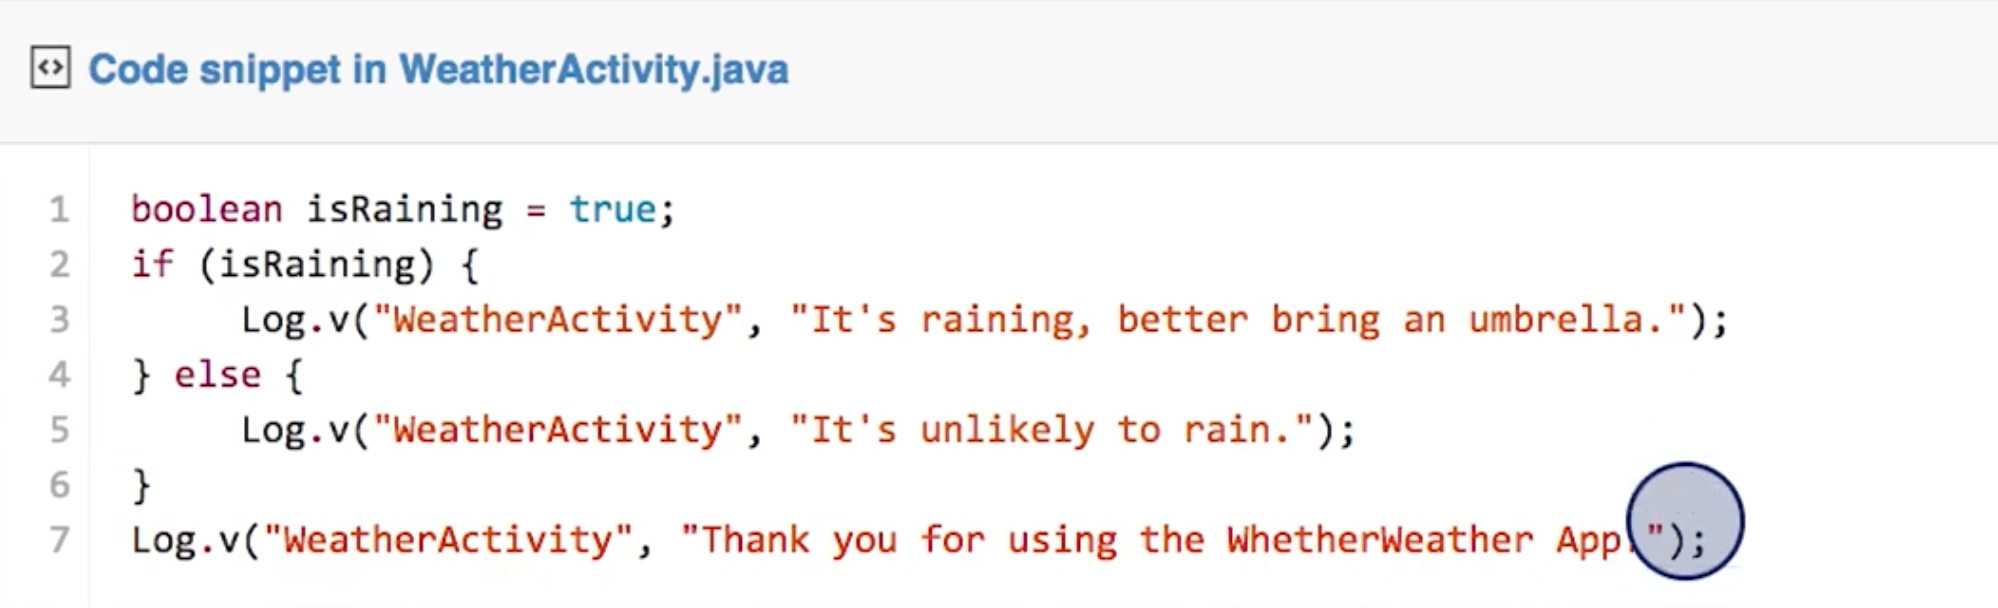 Code snippet in WeatherActivity.java
1 boolean isRaining = true;
2 if (isRaining) {
3 Log.v("WeatherActivity", "It's raining, better bring an umbrella.");
4 } else {
5 Log.v("WeatherActivity", "It's unlikely to rain.");
6 }
7 Log.v("WeatherActivity", "Thank you for using the WhetherWeather App.");